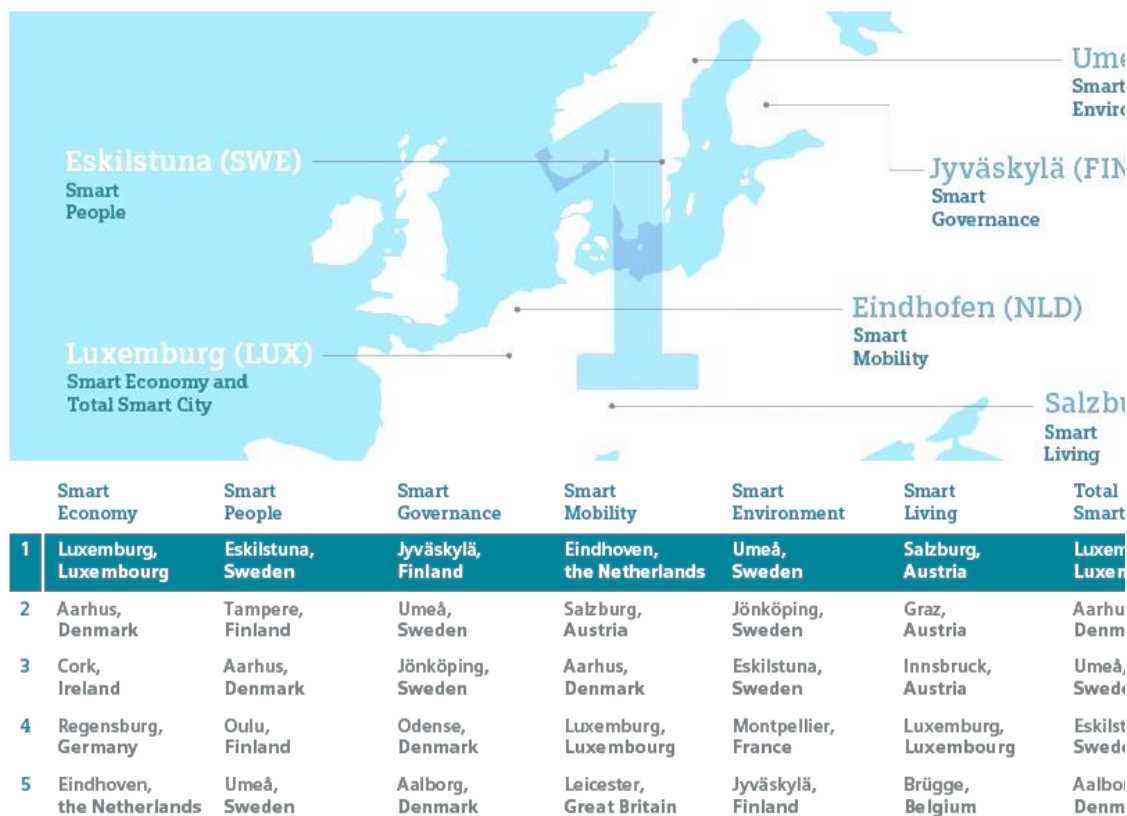 Smart
Eskilstuna (SWE)
Smart
People
Jyväskylä (FIN
Smart
Governance
Eindhofen (NLD)
Smart
Mobility
Luxemburg (LUX)
Smart Economy and
Total Smart City
Smart
Living
1
Smart Economy
Smart People
Smart Governance
Smart Mobility
Smart Environment
Smart Living
Total Smart
1 Luxemburg, Luxembourg
Eskilstuna, Sweden
Jyväskylä, Finland
Eindhoven, the Netherlands
Umeå, Sweden
Salzburg, Austria
2 Aarhus, Denmark
Tampere, Finland
Umeå, Sweden
Salzburg, Austria
Jönköping, Sweden
Graz, Austria
3 Cork, Ireland
Aarhus, Denmark
Jönköping, Sweden
Aarhus, Denmark
Eskilstuna, Sweden
Innsbruck, Austria
Umeå,
4 Regensburg, Germany
Oulu, Finland
Odense, Denmark
Luxemburg, Luxembourg
Montpellier, France
Luxemburg, Luxembourg
5 Eindhoven, the Netherlands
Umeå, Sweden
Aalborg, Denmark
Leicester, Great Britain
Jyväskylä, Finland
Brügge, Belgium